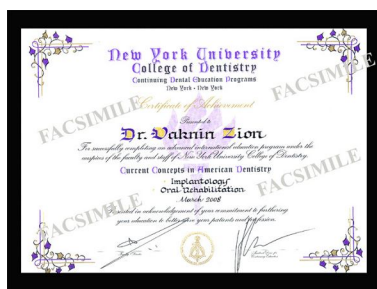 New York University
College of Dentistry
Continuing Dental Education Programs
New York - New York
Certificate of Achievement
Presented to
Dr. Vaknin Zion
For successfully completing an advanced international education program under the
auspices of the faculty and staff of New York University College of Dentistry.
Current Concepts in American Dentistry
Implantology
Oral Rehabilitation
March 2008
Presented in acknowledgement of your commitment to furthering
your education to better serve your patients and profession.
FACSIMILE
FACSIMILE
FACSIMILE
FACSIMILE